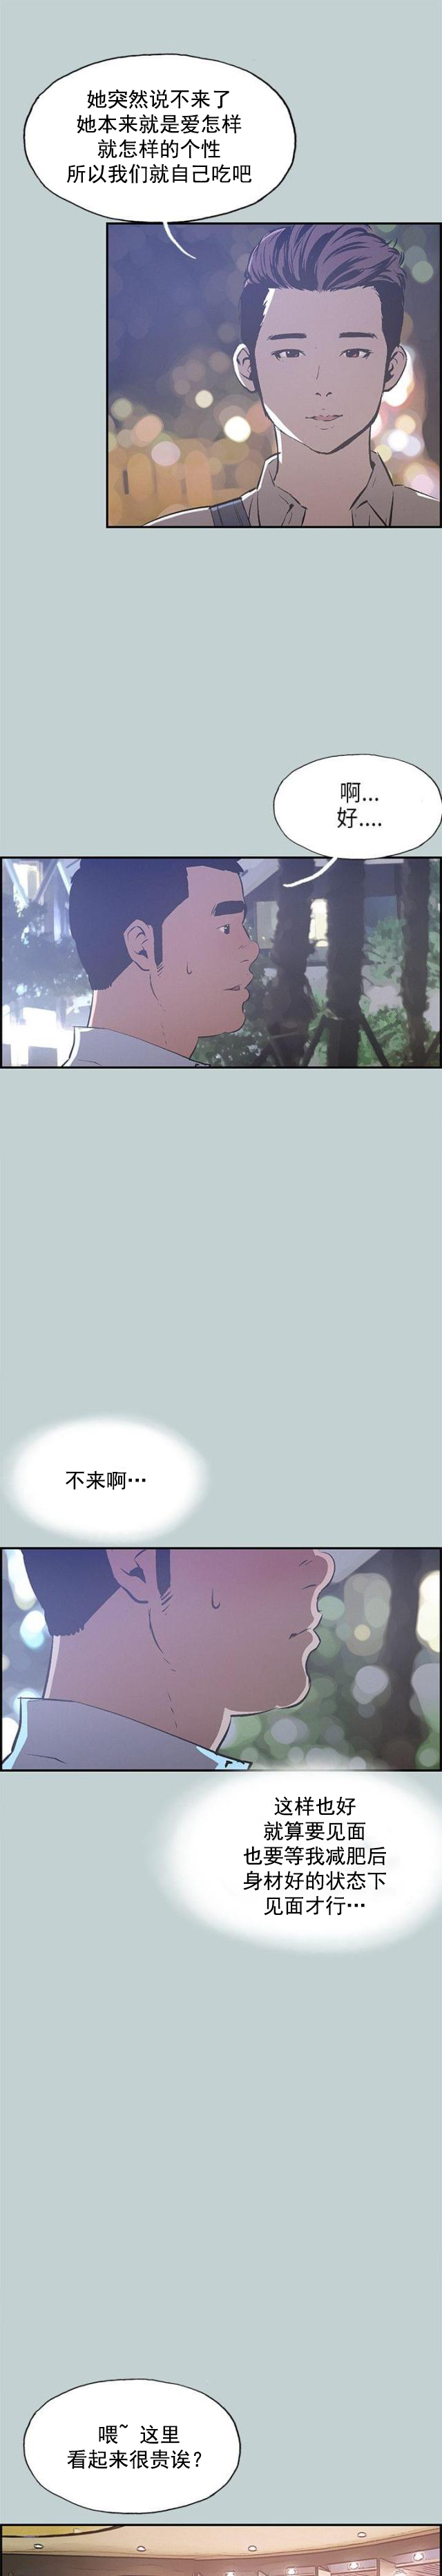 她突然说不来了
她本来就是爱怎样
就怎样的个性
所以我们就自己吃吧
啊...
好....
不来啊…
这样也好
就算要见面
也要等我减肥后
身材好的状态下
见面才行…
喂~ 这里
看起来很贵诶?